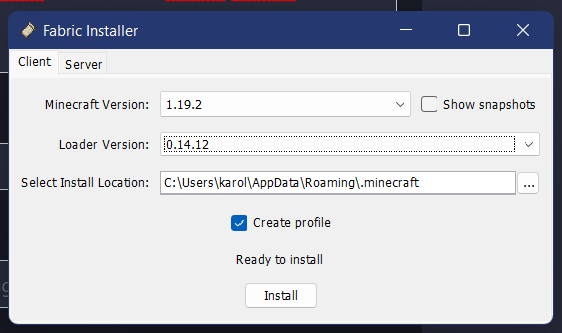 Fabric Installer
Client Server
Minecraft Version: 1.19.2 Show snapshots
Loader Version: 0.14.12
Select Install Location: C:\Users\karol\AppData\Roaming\.minecraft ...
Create profile
Ready to install
Install